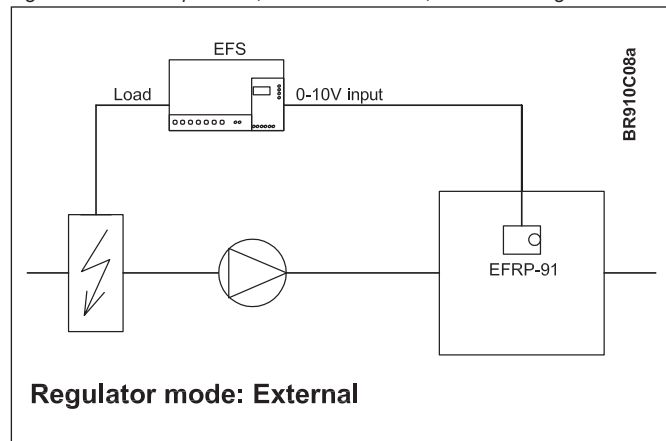 EFS
Load
0-10V input
BR910C08a
EFRP-91
Regulator mode: External